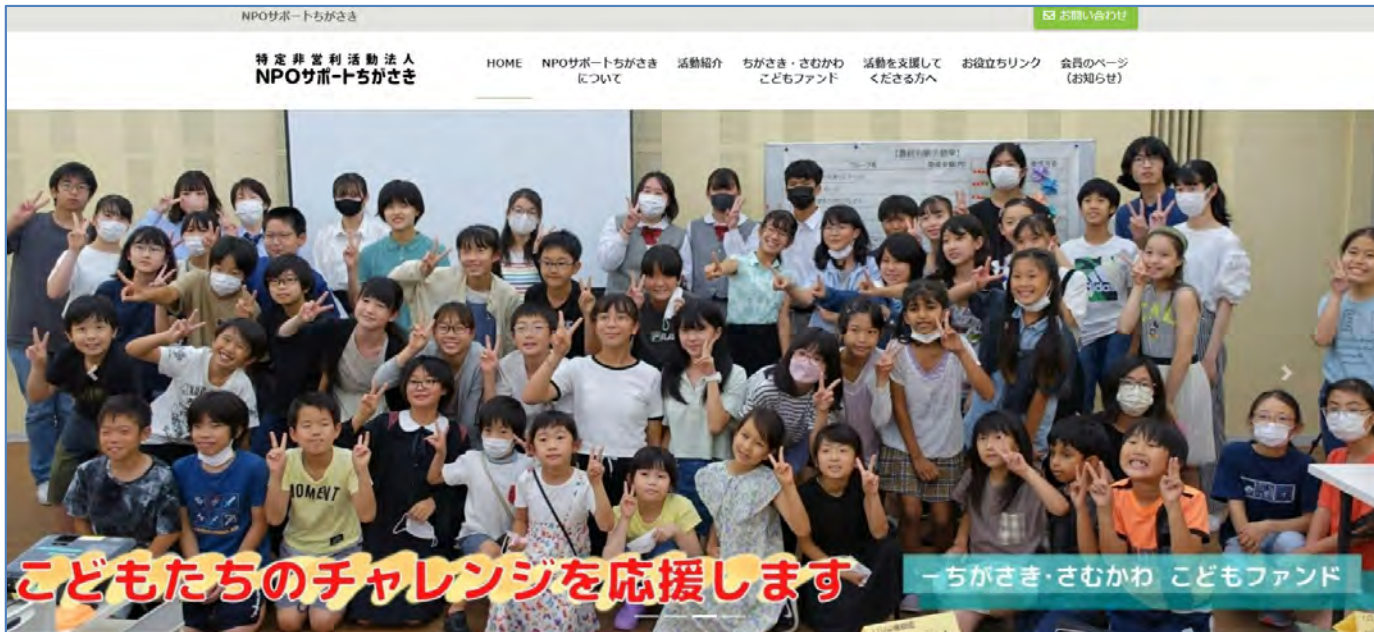 NPOサポートちがさき
お問い合わせ
特定非営利活動法人
NPOサポートちがさき
HOME
NPOサポートちがさき
について
活動紹介
ちがさき・さむかわ
こどもファンド
活動を支援して
くださる方へ
お役立ちリンク
会員のページ
（お知らせ）
MOMENT
こどもたちのチャレンジを応援します
－ちがさき・さむかわ こどもファンド